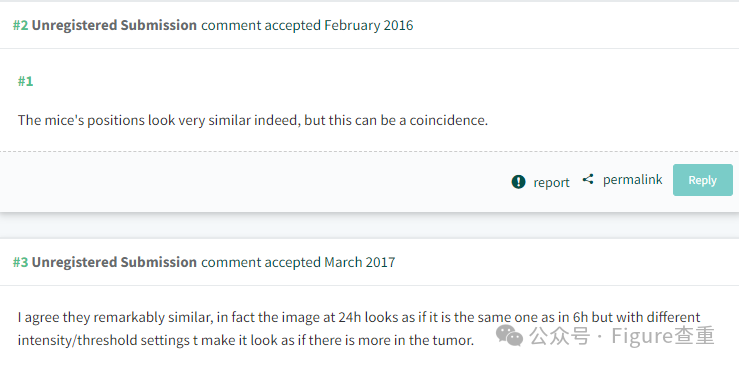 #2 Unregistered Submission comment accepted February 2016
#1
The mice's positions look very similar indeed, but this can be a coincidence.
report permalink Reply
#3 Unregistered Submission comment accepted March 2017
I agree they remarkably similar, in fact the image at 24h looks as if it is the same one as in 6h but with different
intensity/threshold settings t make it look as if there is more in the tumor.
公众号 · Figure查重